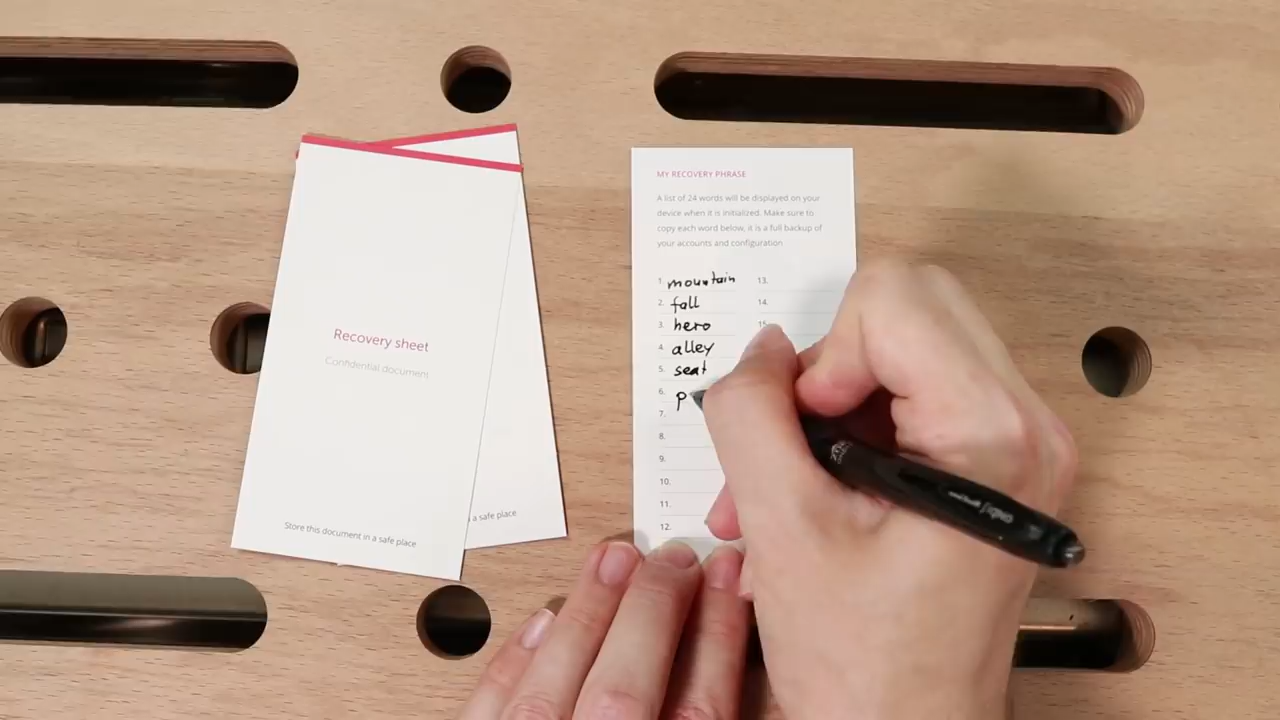 Recovery sheet
Confidential document
Store this document in a safe place
a safe place
MY RECOVERY PHRASE
A list of 24 words will be displayed on your
device when it is initialized. Make sure to
copy each word below, it is a full backup of
your accounts and configuration
1. mountain
2. fall
3. hero
4. alley
5. seat
6. p
7.
8.
9.
10.
11.
12.
13.
14.
15.